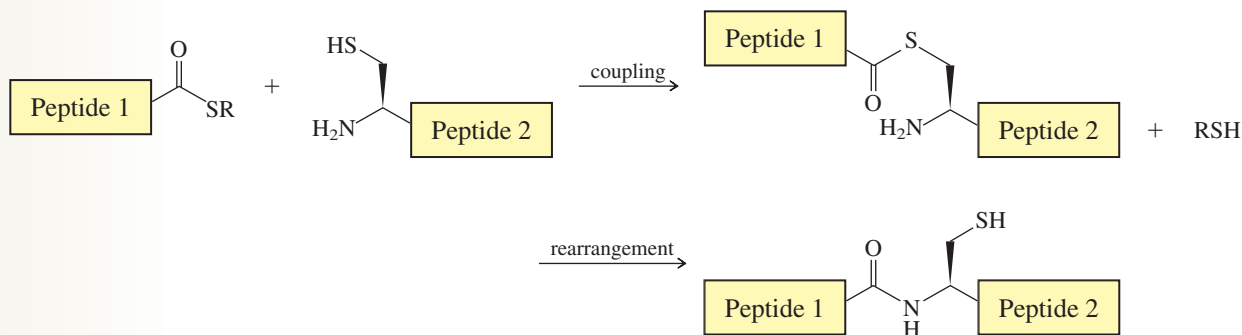 O
Peptide 1
SR
+
HS
H₂N
Peptide 2
coupling
Peptide 1
S
O
H₂N
Peptide 2
+ RSH
rearrangement
SH
O
Peptide 1
N
H
Peptide 2